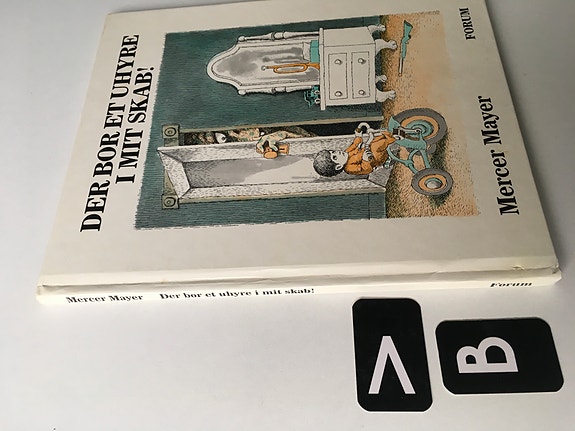 DER BOR ET UHYRE
I MIT SKAB!
Mercer Mayer
FORUM
Mercer Mayer Der bor et uhyre i mit skab! Forum
V
B